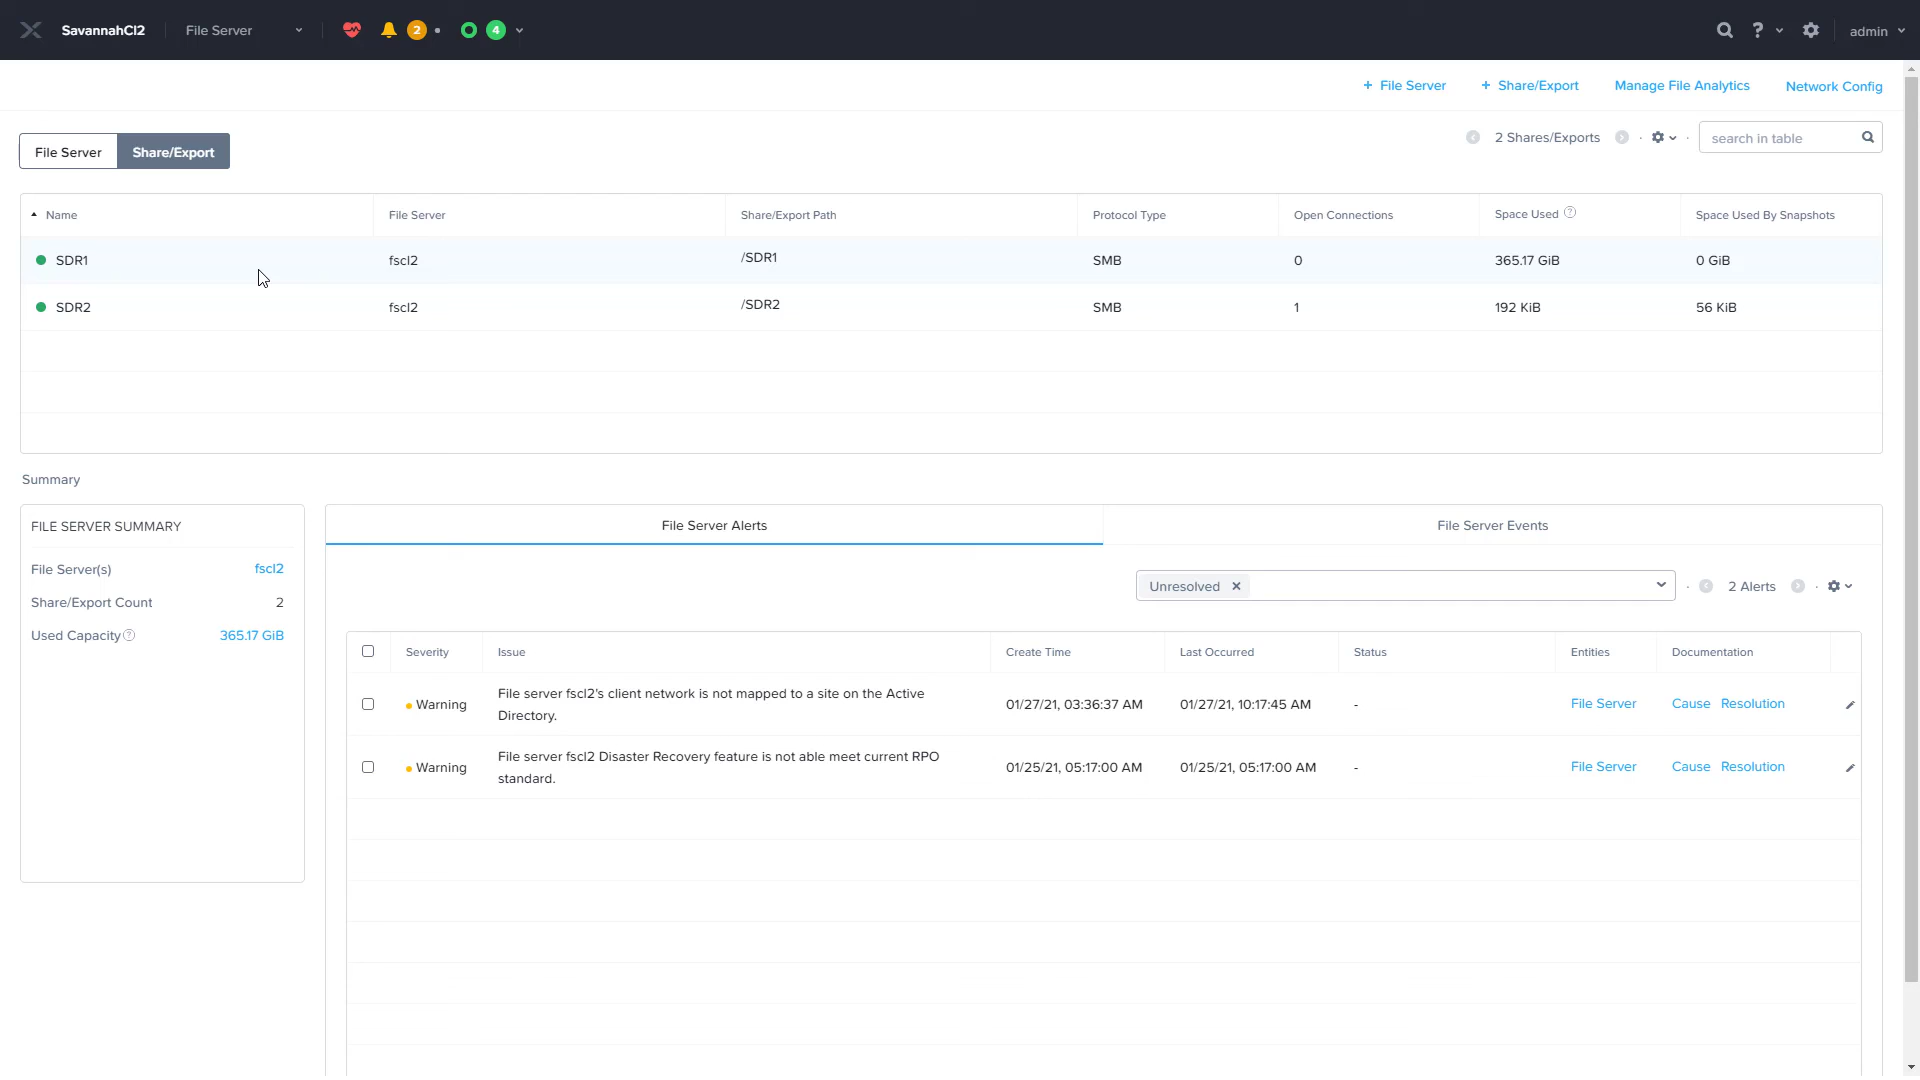 SavannahCl2 File Server 2 4 ? admin
+ File Server + Share/Export Manage File Analytics Network Config
File Server Share/Export 2 Shares/Exports search in table
Name File Server Share/Export Path Protocol Type Open Connections Space Used ? Space Used By Snapshots
SDR1 fscl2 /SDR1 SMB 0 365.17 GiB 0 GiB
SDR2 fscl2 /SDR2 SMB 1 192 KiB 56 KiB
Summary
FILE SERVER SUMMARY
File Server(s) fscl2
Share/Export Count 2
Used Capacity ? 365.17 GiB
File Server Alerts File Server Events
Unresolved × 2 Alerts
Severity Issue Create Time Last Occurred Status Entities Documentation
Warning File server fscl2's client network is not mapped to a site on the Active
Directory. 01/27/21, 03:36:37 AM 01/27/21, 10:17:45 AM - File Server Cause Resolution
Warning File server fscl2 Disaster Recovery feature is not able meet current RPO
standard. 01/25/21, 05:17:00 AM 01/25/21, 05:17:00 AM - File Server Cause Resolution